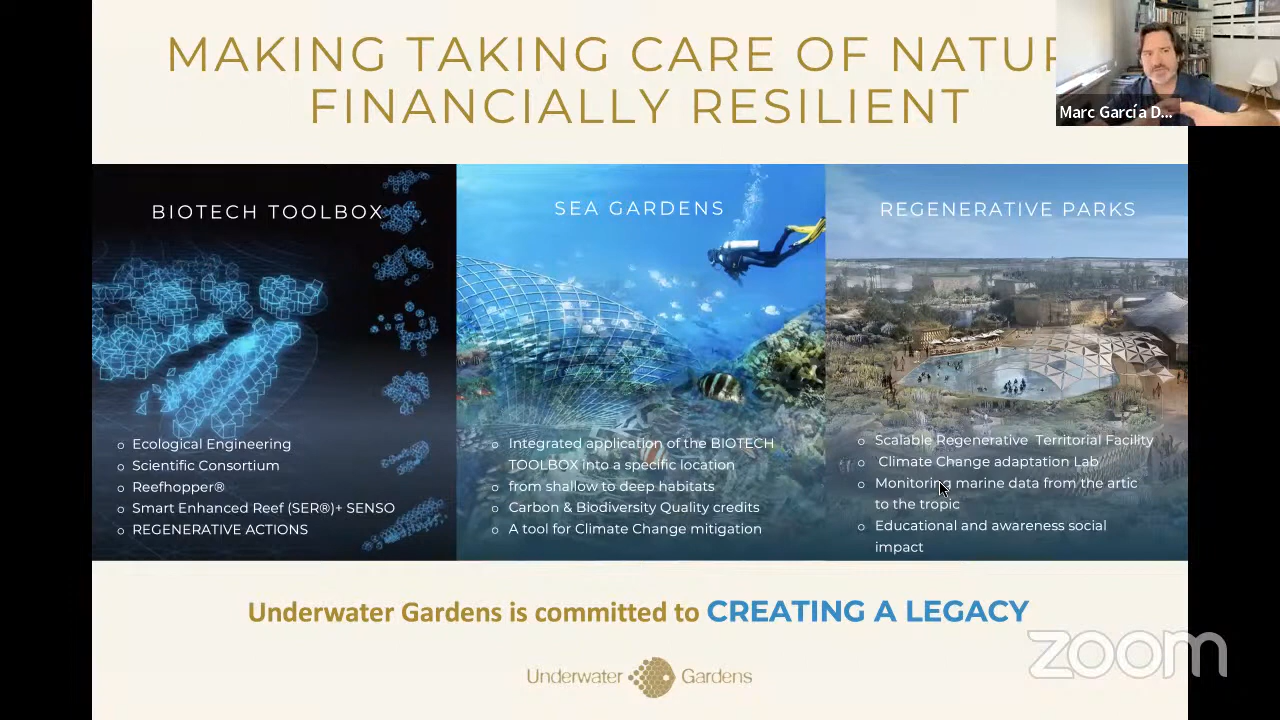 MAKING TAKING CARE OF NATUR
FINANCIALLY RESILIENT
Marc García D...
BIOTECH TOOLBOX
Ecological Engineering
Scientific Consortium
Reefhopper®
Smart Enhanced Reef (SER®)+ SENSO
REGENERATIVE ACTIONS
SEA GARDENS
Integrated application of the BIOTECH
TOOLBOX into a specific location
from shallow to deep habitats
Carbon & Biodiversity Quality credits
A tool for Climate Change mitigation
REGENERATIVE PARKS
Scalable Regenerative Territorial Facility
Climate Change adaptation Lab
Monitoring marine data from the artic
to the tropic
Educational and awareness social
impact
Underwater Gardens is committed to CREATING A LEGACY
Underwater Gardens
zoom